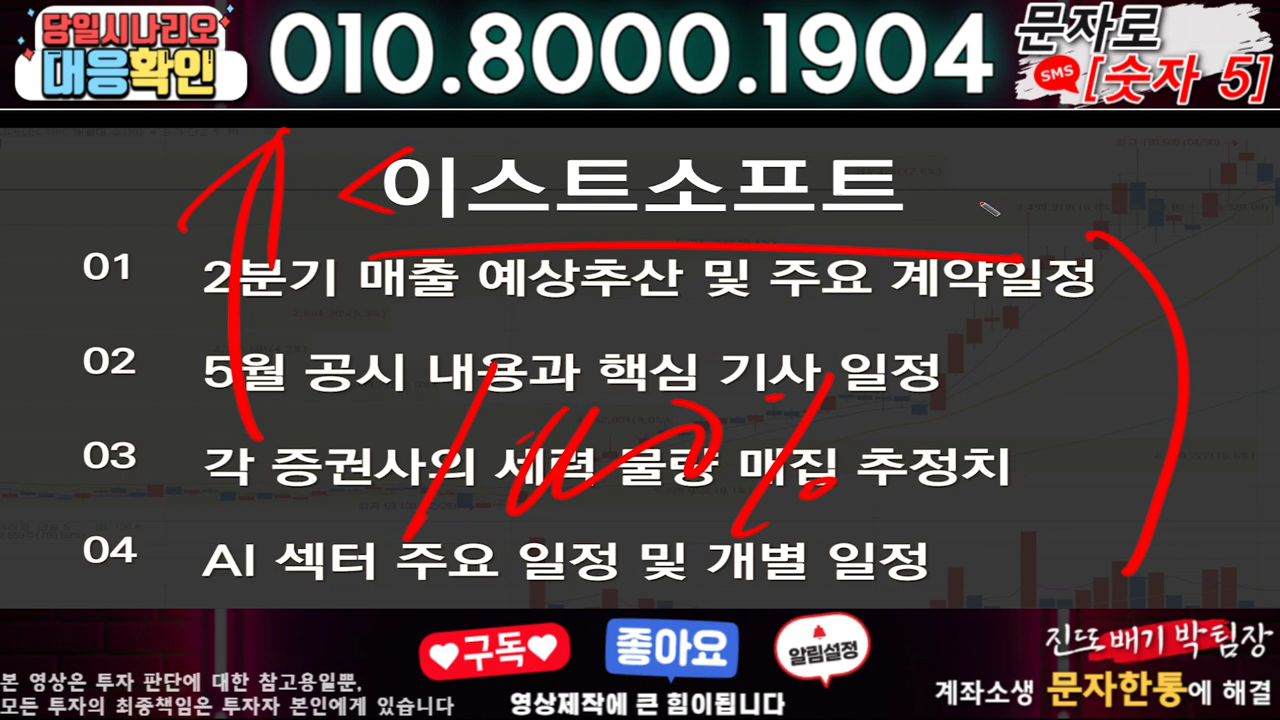 당일시나리오
대응확인
010.8000.1904
문자로
SMS [숫자 5]
이스트소프트
01 2분기 매출 예상추산 및 주요 계약일정
02 5월 공시 내용과 핵심 기사 일정
03 각 증권사의 세력 물량 매집 추정치
04 AI 섹터 주요 일정 및 개별 일정
100%
구독
좋아요
알림설정
영상제작에 큰 힘이됩니다
본 영상은 투자 판단에 대한 참고용일뿐,
모든 투자의 최종책임은 투자자 본인에게 있습니다
진또배기 박팀장
계좌소생 문자한통에 해결